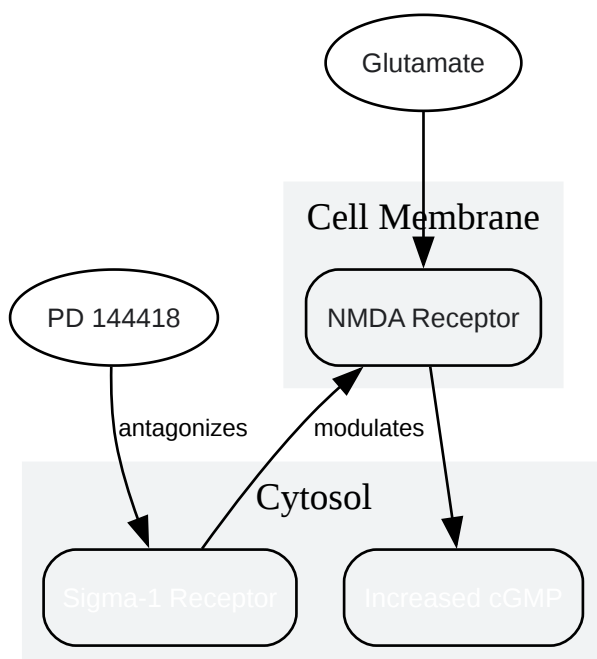 Glutamate
Cell Membrane
PD 144418
NMDA Receptor
antagonizes
modulates
Cytosol
Sigma-1 Receptor
Increased cGMP